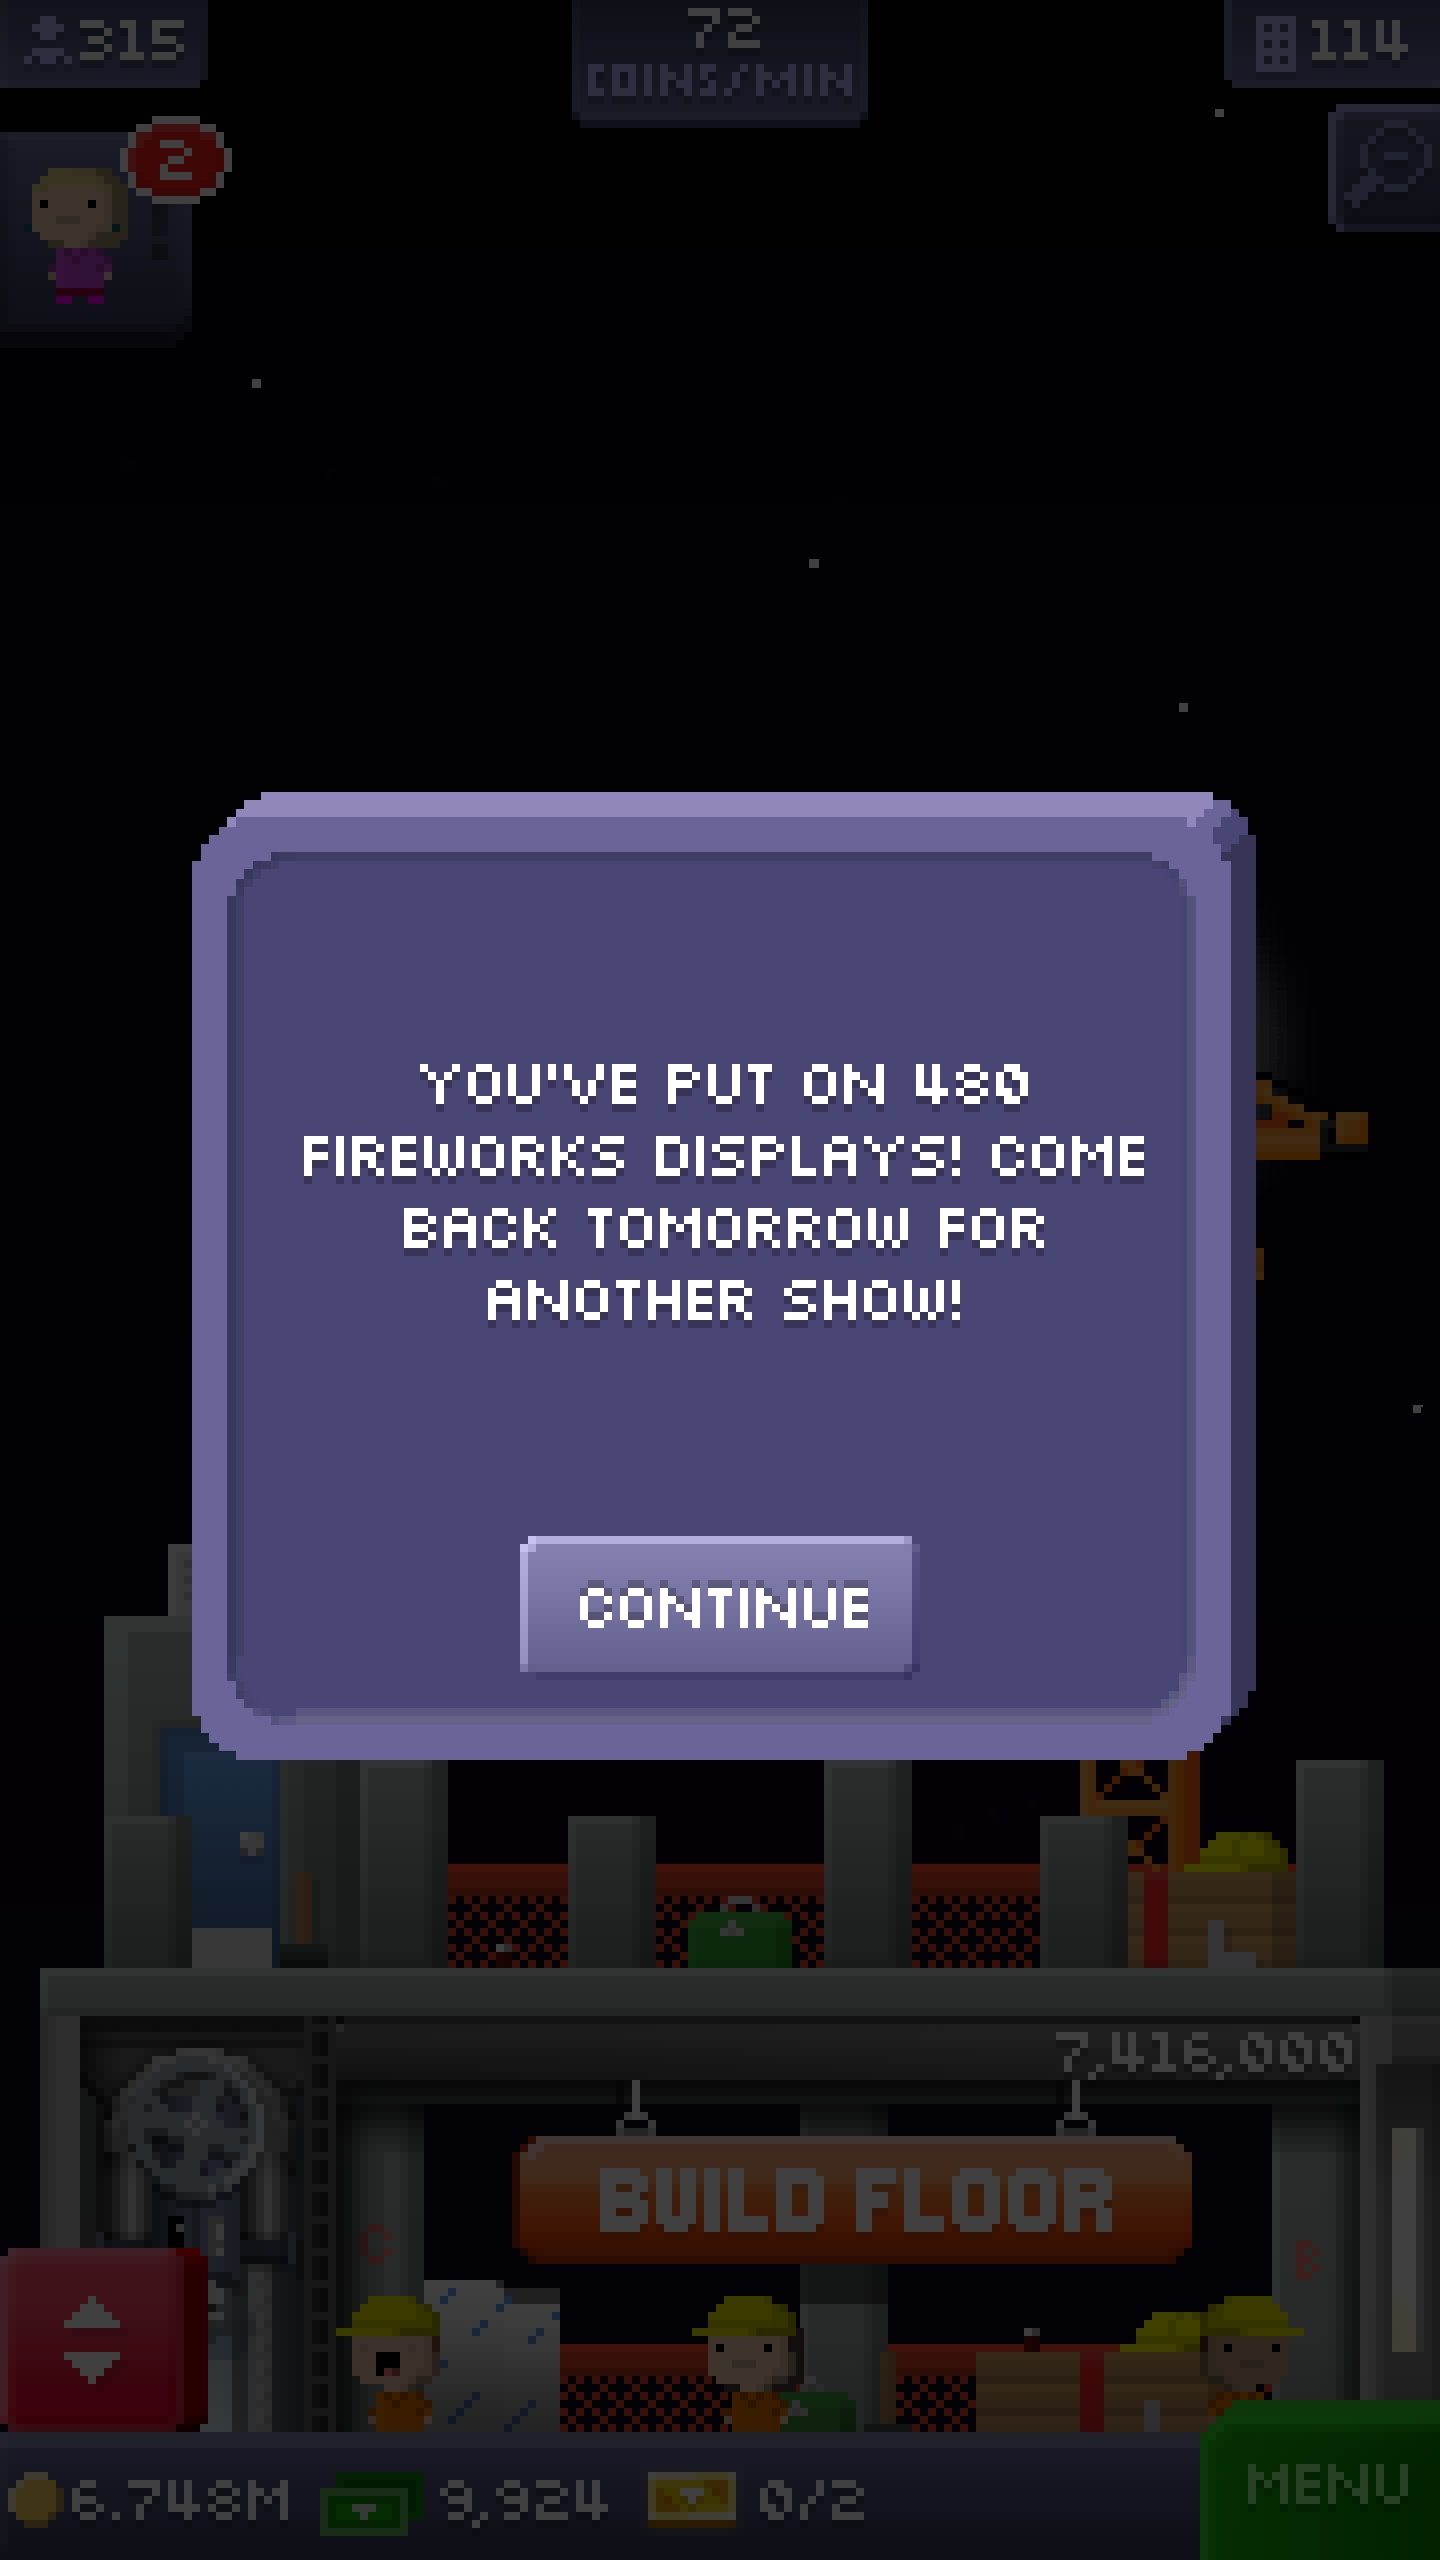 315
72
COINS/MIN
114
2
YOU'VE PUT ON 480
FIREWORKS DISPLAYS! COME
BACK TOMORROW FOR
ANOTHER SHOW!
CONTINUE
7,416,000
BUILD FLOOR
C
B
6.748M
9,924
0/2
MENU